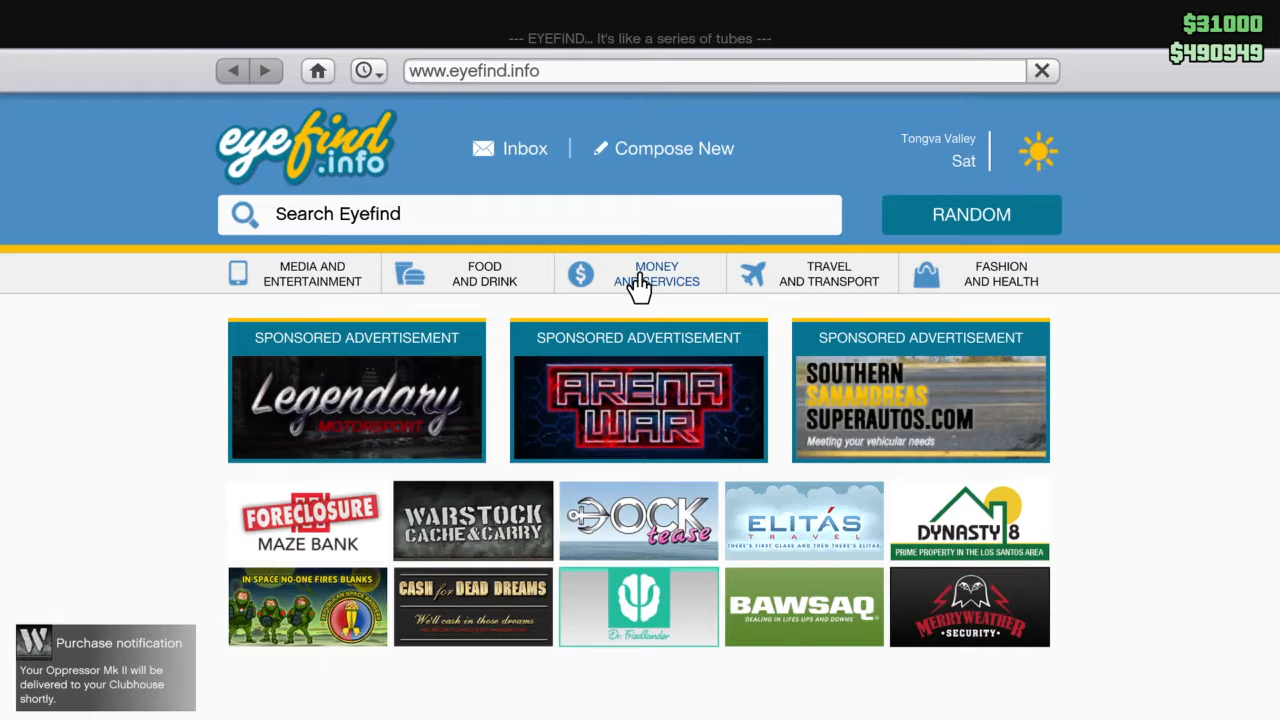 $31000
--- EYEFIND... It's like a series of tubes ---
$490949
www.eyefind.info
eyefind
.info
Inbox
Compose New
Tongva Valley
Sat
Search Eyefind
RANDOM
MEDIA AND
ENTERTAINMENT
FOOD
AND DRINK
MONEY
AND SERVICES
TRAVEL
AND TRANSPORT
FASHION
AND HEALTH
SPONSORED ADVERTISEMENT
Legendary
MOTORSPORT
SPONSORED ADVERTISEMENT
ARENA
WAR
SPONSORED ADVERTISEMENT
SOUTHERN
SANANDREAS
SUPERAUTOS.COM
Meeting your vehicular needs
FORECLOSURE
MAZE BANK
WARSTOCK
CACHE&CARRY
DOCK
tease
ELITÁS
TRAVEL
THERE'S FIRST CLASS AND THEN THERE'S ELITAS
DYNASTY 8
PRIME PROPERTY IN THE LOS SANTOS AREA
IN SPACE NO-ONE FIRES BLANKS
CASH for DEAD DREAMS
We'll cash in those dreams
Dr. Friedlander
BAWSAQ
DEALING IN LIFES UPS AND DOWNS
MERRYWEATHER
SECURITY
W
Purchase notification
Your Oppressor Mk II will be
delivered to your Clubhouse
shortly.